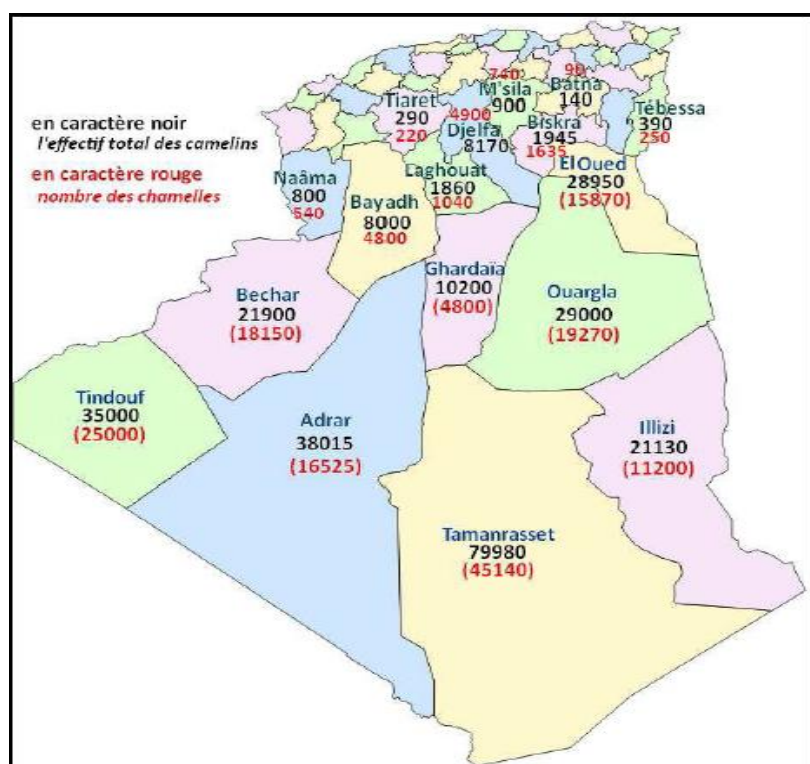 en caractère noir
l'effectif total des camelins
en caractère rouge
nombre des chamelles
740
M'sila
900
90
Batna
140
Tiaret
290
220
4900
Djelfa
8170
Biskra
1945
1635
Tébessa
390
250
Naâma
800
540
Bayadh
8000
4800
Laghouat
1860
1040
El Oued
28950
(15870)
Bechar
21900
(18150)
Ghardaïa
10200
(4800)
Ouargla
29000
(19270)
Tindouf
35000
(25000)
Adrar
38015
(16525)
Illizi
21130
(11200)
Tamanrasset
79980
(45140)